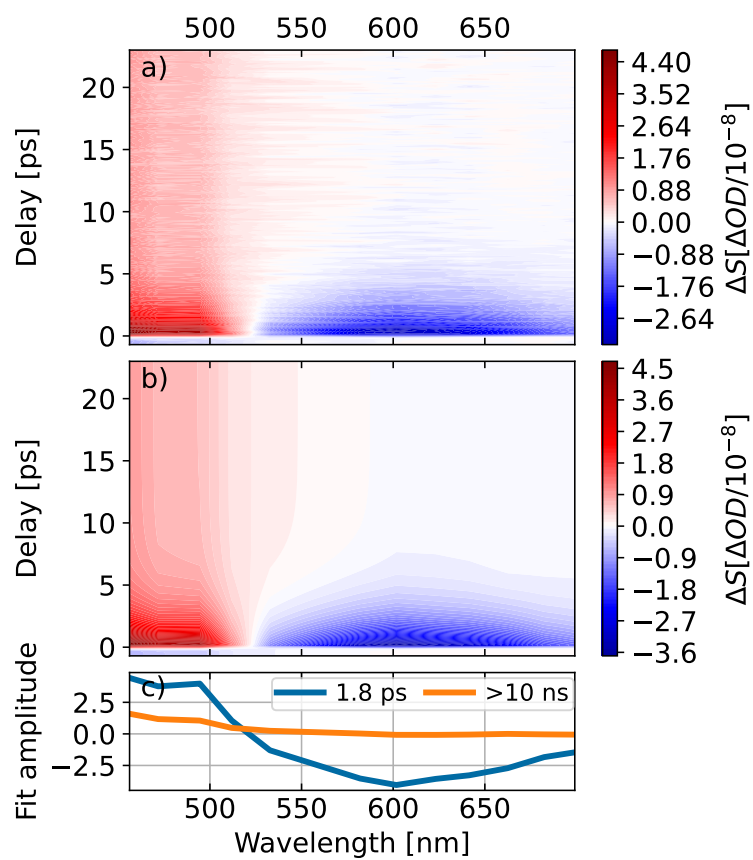 500 550 600 650
a)
20
15
10
5
0
Delay [ps]
4.40
3.52
2.64
1.76
0.88
0.00
−0.88
−1.76
−2.64
ΔS[ΔOD/10⁻⁸]
b)
20
15
10
5
0
Delay [ps]
4.5
3.6
2.7
1.8
0.9
0.0
−0.9
−1.8
−2.7
−3.6
ΔS[ΔOD/10⁻⁸]
c)
1.8 ps >10 ns
2.5
0.0
−2.5
Fit amplitude
500 550 600 650
Wavelength [nm]